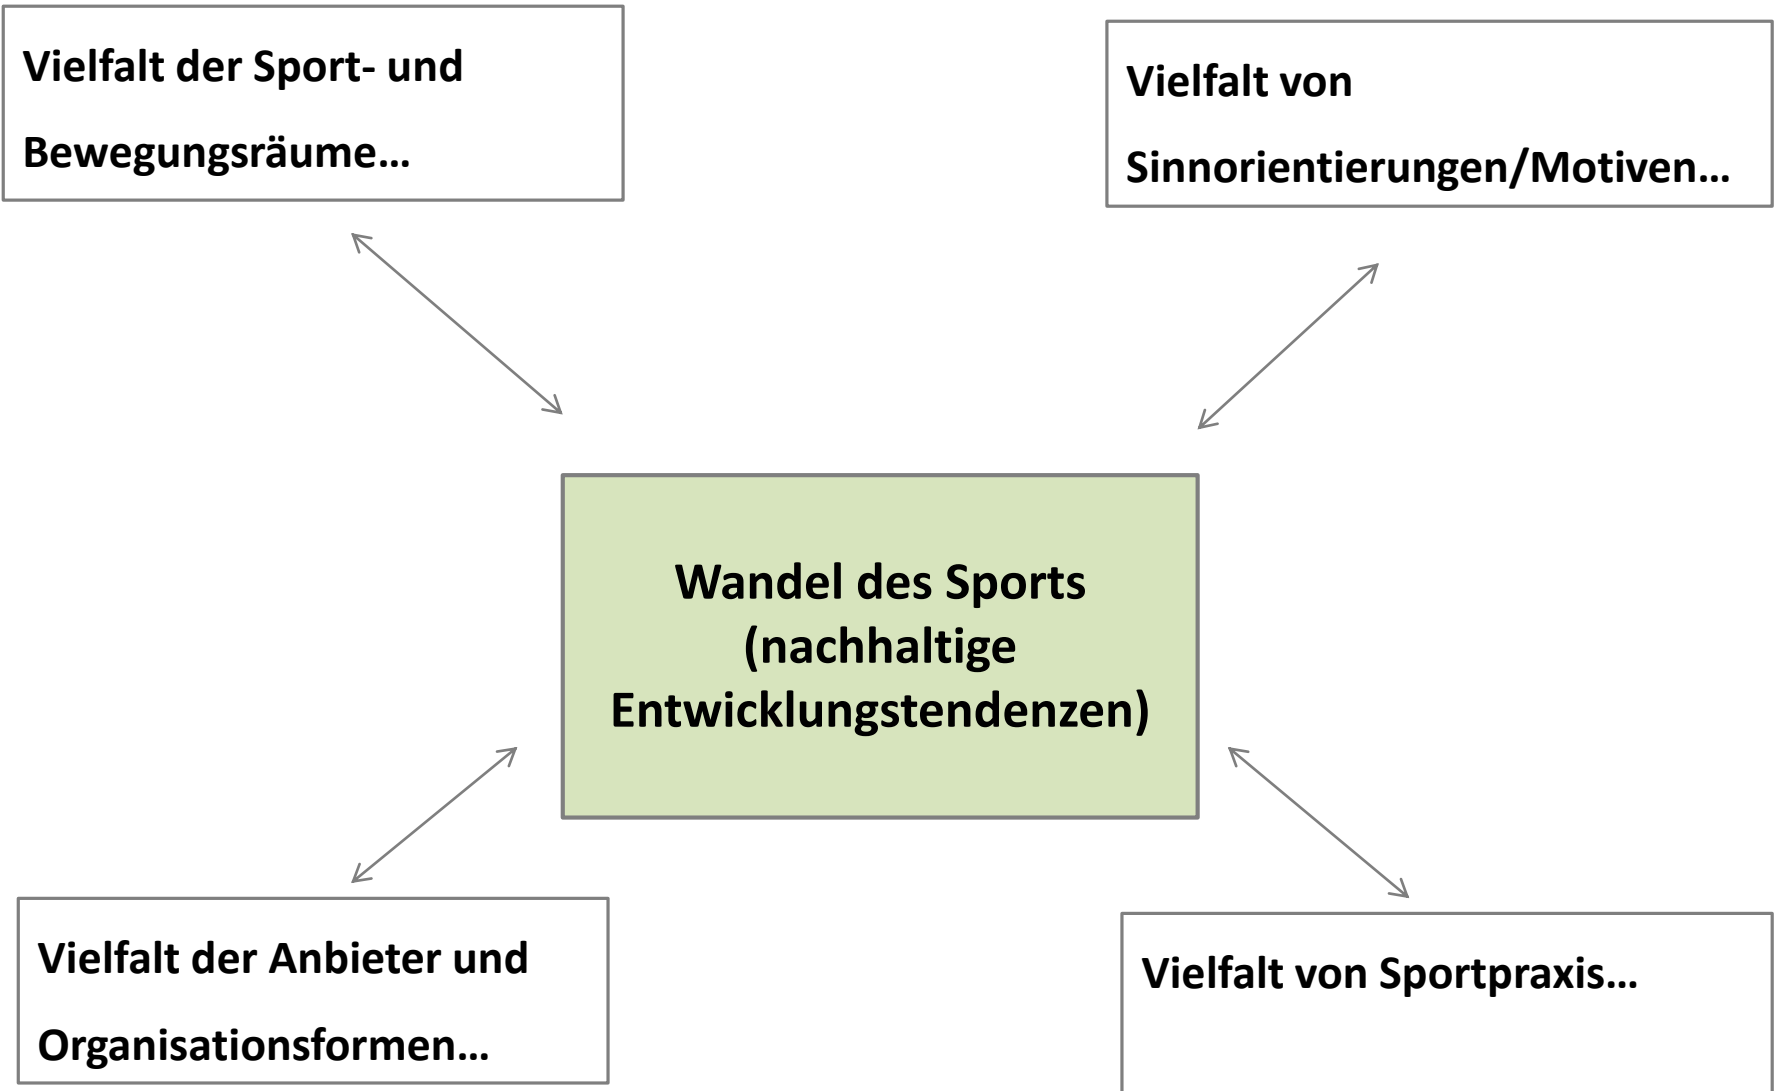 Vielfalt der Sport- und
Bewegungsräume…
Vielfalt von
Sinnorientierungen/Motiven…
Wandel des Sports
(nachhaltige
Entwicklungstendenzen)
Vielfalt der Anbieter und
Organisationsformen…
Vielfalt von Sportpraxis…